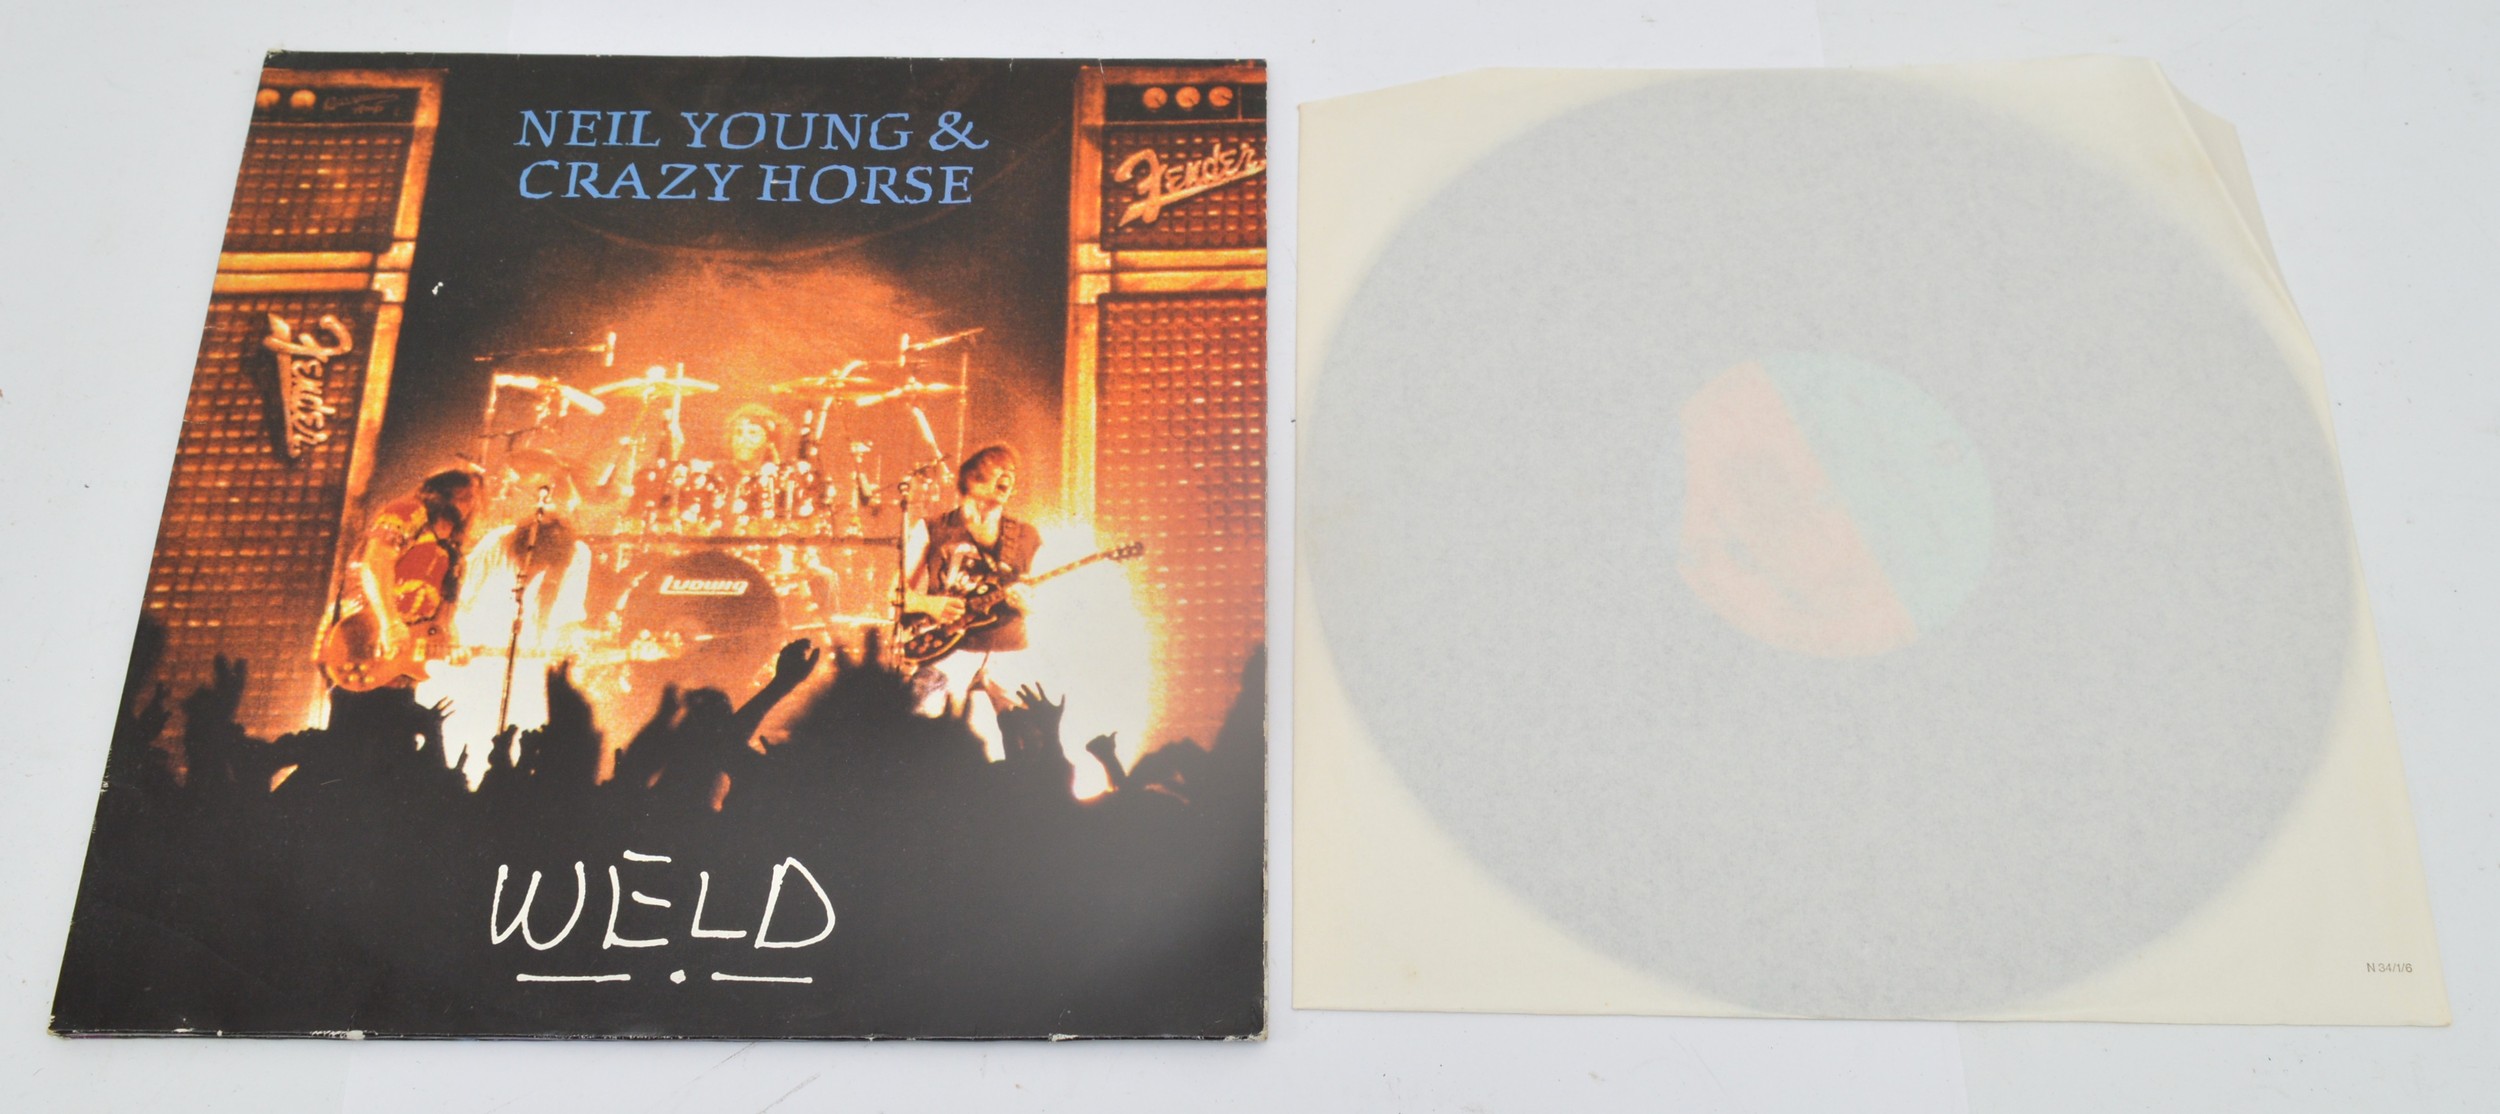 NEIL YOUNG &
CRAZY HORSE
Fender
Fender
LUDWIG
WELD
N 34/1/6